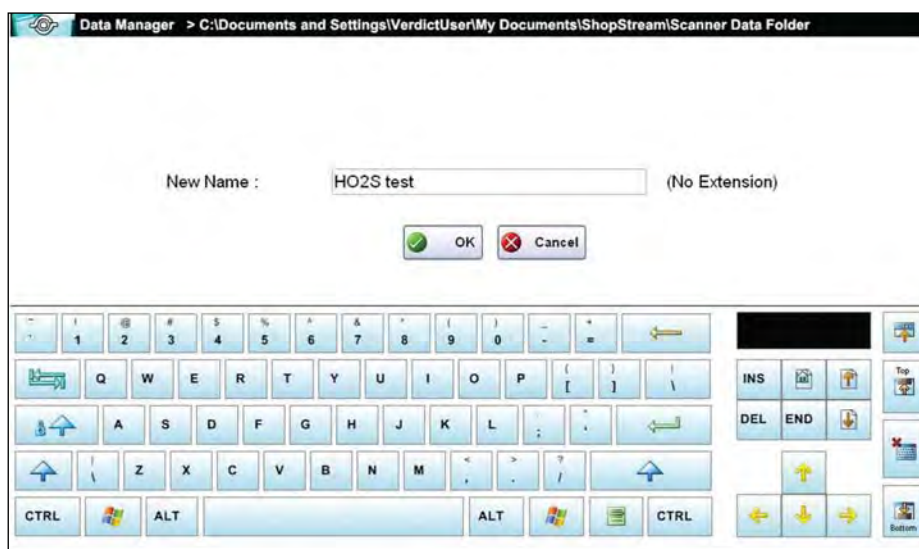 Data Manager > C:\Documents and Settings\VerdictUser\My Documents\ShopStream\Scanner Data Folder
New Name : HO2S test (No Extension)
OK Cancel
! @ # $ % ^ & * ( ) _ +
1 2 3 4 5 6 7 8 9 0 - =
Q W E R T Y U I O P [ ] \ INS Top
A S D F G H J K L ; DEL END
< > ?
\ Z X C V B N M , . /
CTRL ALT ALT CTRL Bottom